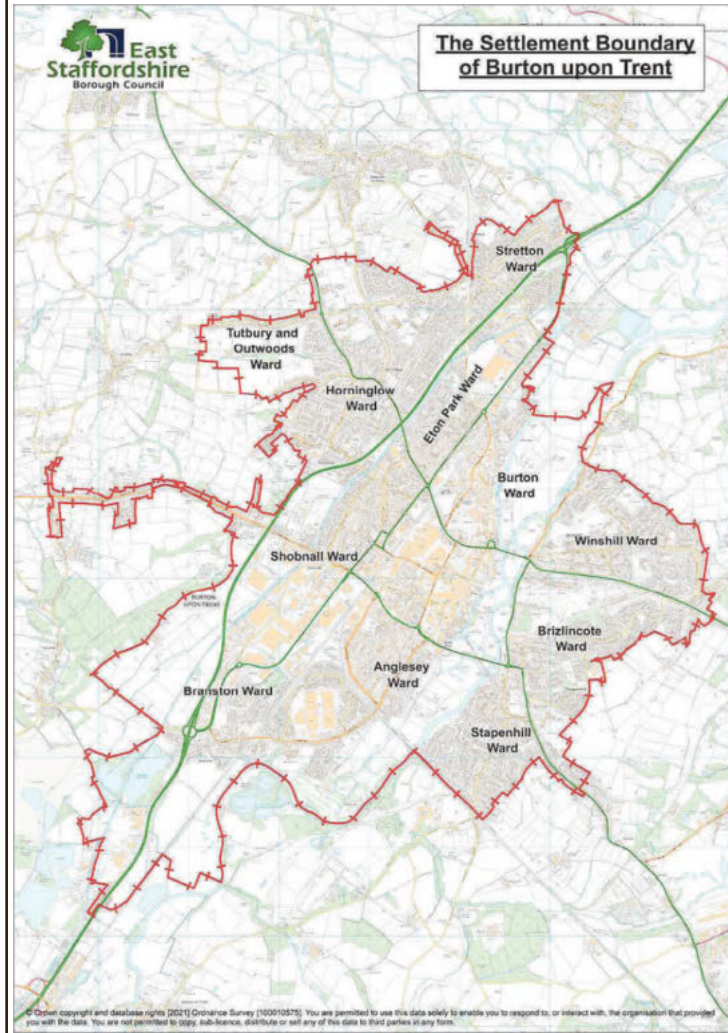 East
Staffordshire
Borough Council
The Settlement Boundary
of Burton upon Trent
Stretton
Ward
Tutbury and
Outwoods
Ward
Horninglow
Ward
Eton Park Ward
Burton
Ward
Winshill Ward
Shobnall Ward
BURTON
UPON TRENT
Brizlincote
Ward
Anglesey
Ward
Branston Ward
Stapenhill
Ward
© Crown copyright and database rights [2021] Ordnance Survey [100010575]. You are permitted to use this data solely to enable you to respond to, or interact with, the organisation that provided
you with the data. You are not permitted to copy, sub-licence, distribute or sell any of this data to third parties in any form.